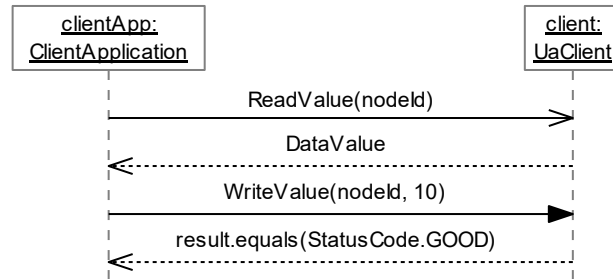 clientApp:
ClientApplication
client:
UaClient
ReadValue(nodeId)
DataValue
WriteValue(nodeId, 10)
result.equals(StatusCode.GOOD)